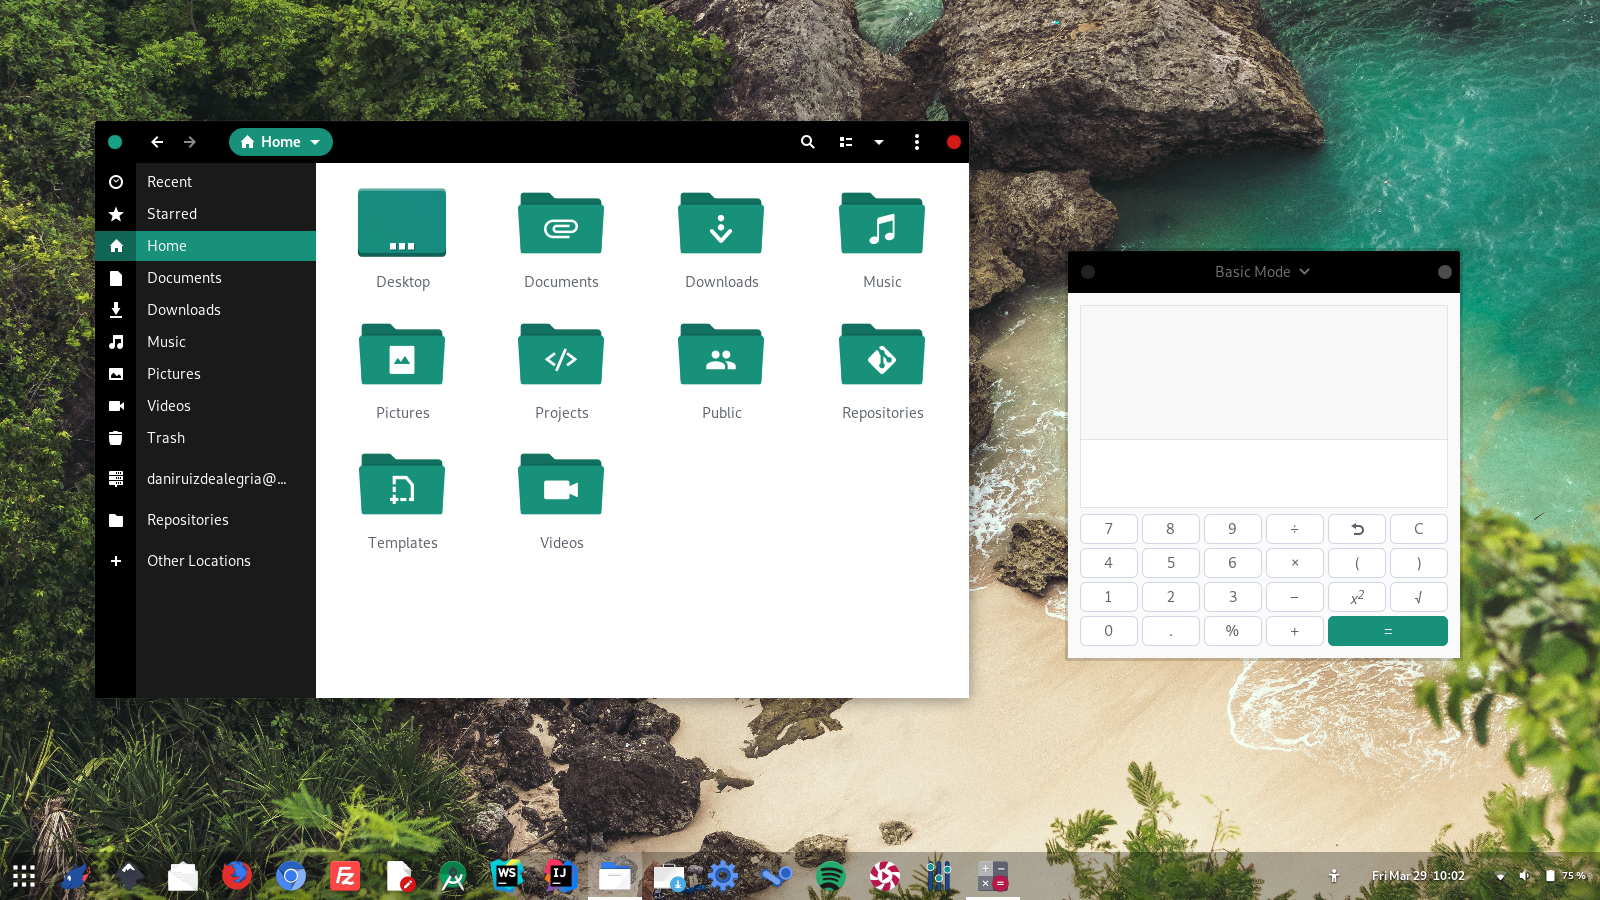 Home
Recent
Starred
Home
Documents
Downloads
Music
Pictures
Videos
Trash
daniruizdealegria@...
Repositories
Other Locations
Desktop
Documents
Downloads
Music
Pictures
Projects
Public
Repositories
Templates
Videos
Basic Mode
7 8 9 ÷ C
4 5 6 × ( )
1 2 3 − x² √
0 . % + =
FZ
WS
IJ
Fri Mar 29 10:02
75 %